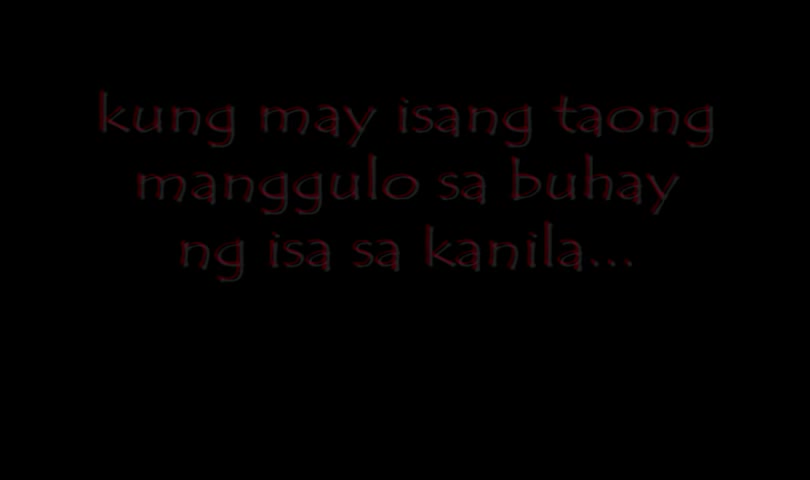 kung may isang taong
manggulo sa buhay
ng isa sa kanila...